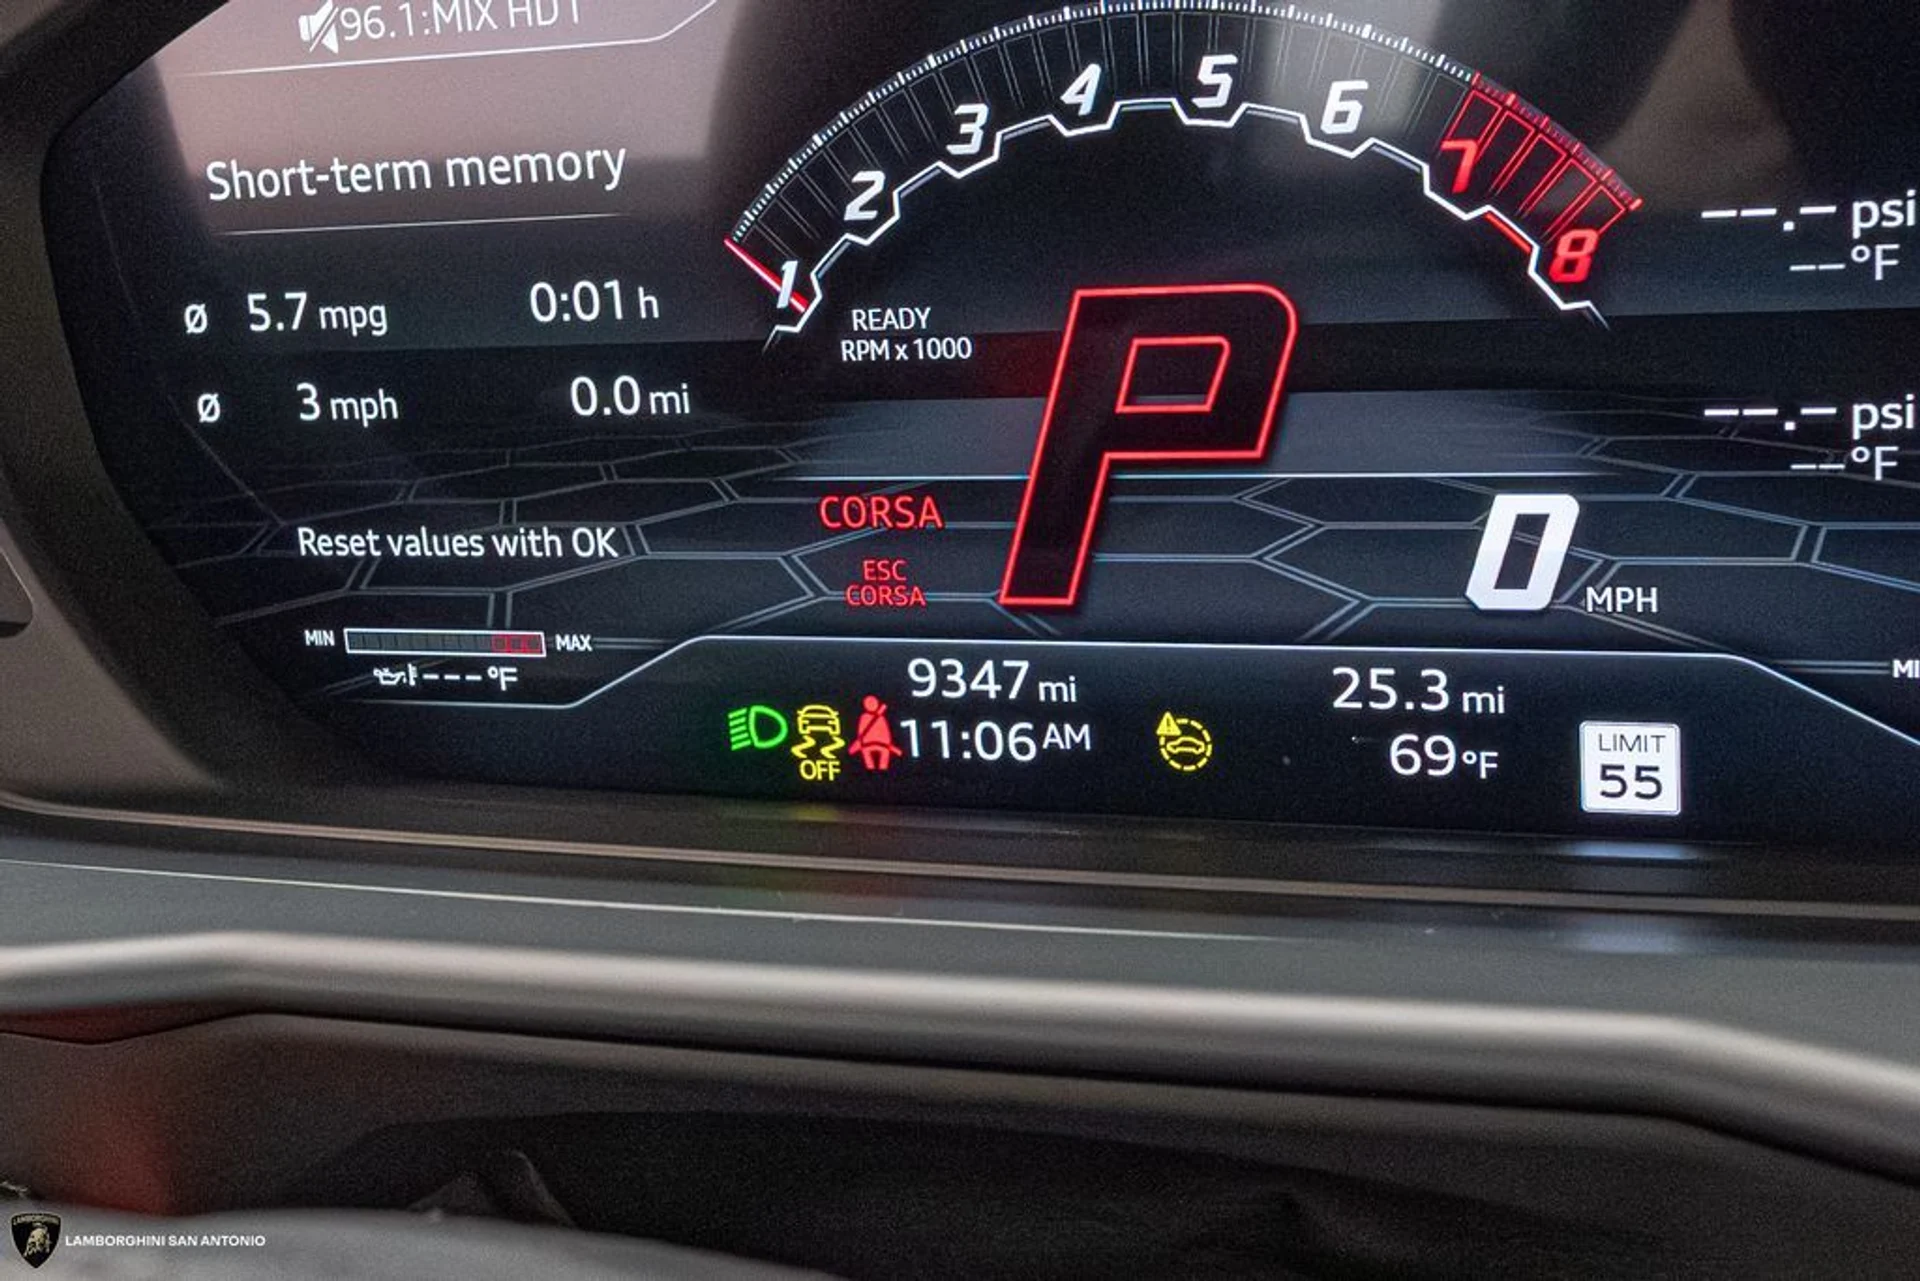 96.1:MIX HD1
Short-term memory
Ø 5.7 mpg 0:01 h
Ø 3 mph 0.0 mi
Reset values with OK
MIN MAX
---°F
1 2 3 4 5 6 7 8
READY
RPM x 1000
P
CORSA
ESC
CORSA
0 MPH
--.- psi
--°F
--.- psi
--°F
MI
9347 mi
25.3 mi
OFF
11:06 AM
69 °F
LIMIT
55
LAMBORGHINI SAN ANTONIO